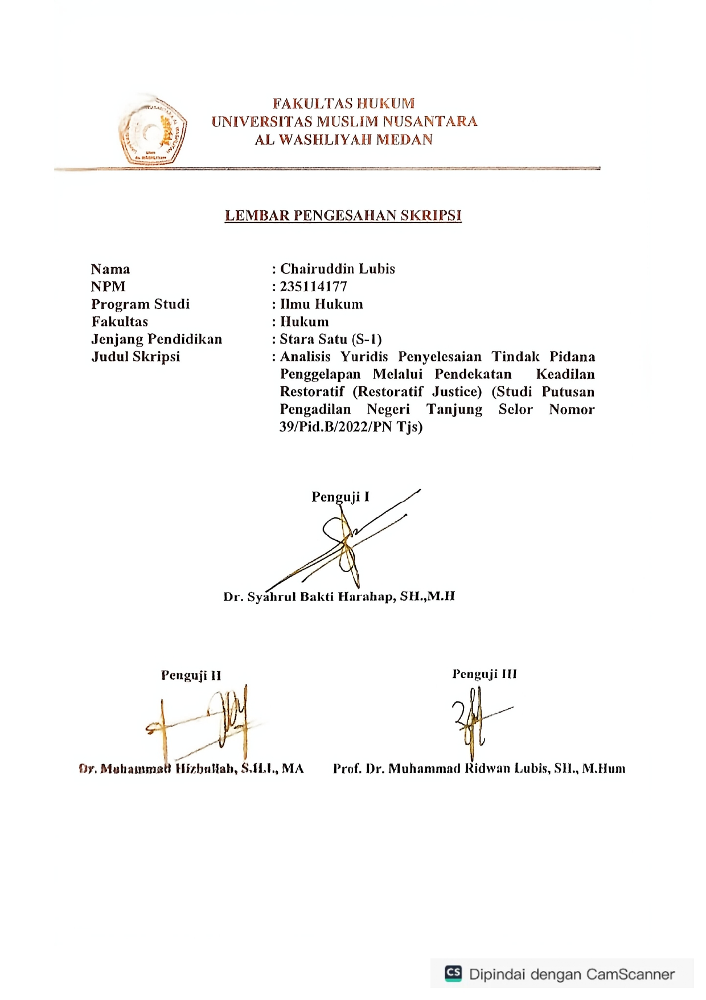 FAKULTAS HUKUM
UNIVERSITAS MUSLIM NUSANTARA
AL WASHLIYAH MEDAN
LEMBAR PENGESAHAN SKRIPSI
Nama : Chairuddin Lubis
NPM : 235114177
Program Studi : Ilmu Hukum
Fakultas : Hukum
Jenjang Pendidikan : Stara Satu (S-1)
Judul Skripsi : Analisis Yuridis Penyelesaian Tindak Pidana
Penggelapan Melalui Pendekatan Keadilan
Restoratif (Restoratif Justice) (Studi Putusan
Pengadilan Negeri Tanjung Selor Nomor
39/Pid.B/2022/PN Tjs)
Penguji I
Dr. Syahrul Bakti Harahap, SH.,M.H
Penguji II
Dr. Muhammad Hizbullah, S.H.I., MA
Penguji III
Prof. Dr. Muhammad Ridwan Lubis, SH., M.Hum
CS Dipindai dengan CamScanner